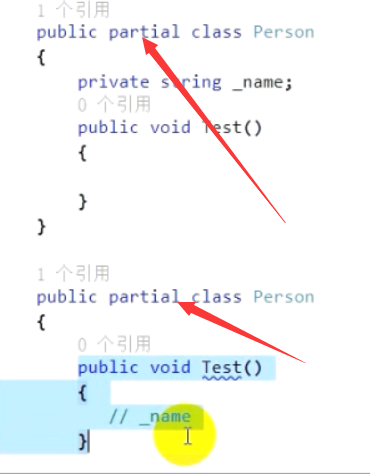 1 个引用
public partial class Person
{
private string _name;
0 个引用
public void Test()
{
}
}
1 个引用
public partial class Person
{
0 个引用
public void Test()
{
// _name
}